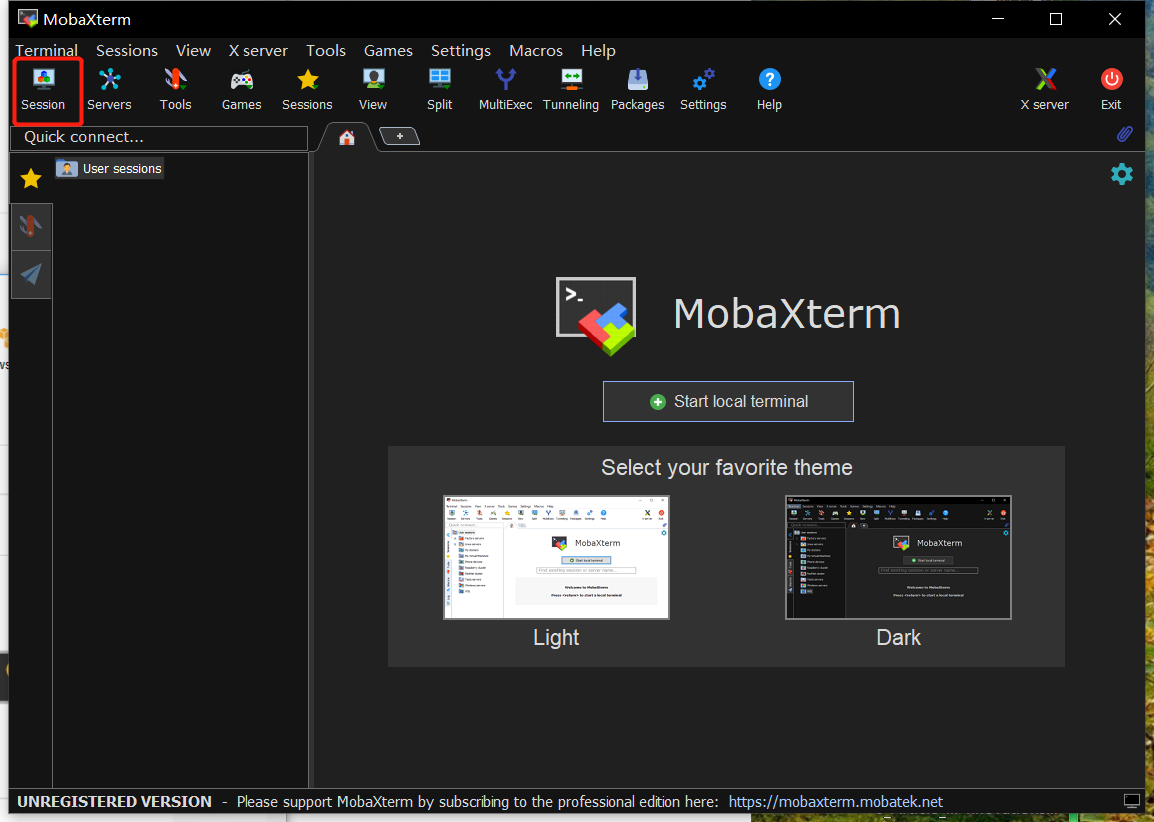 MobaXterm
Terminal Sessions View X server Tools Games Settings Macros Help
Session Servers Tools Games Sessions View Split MultiExec Tunneling Packages Settings Help X server Exit
Quick connect...
User sessions
>_
MobaXterm
Start local terminal
Select your favorite theme
MobaXterm
MobaXterm
Light
Dark
UNREGISTERED VERSION - Please support MobaXterm by subscribing to the professional edition here: https://mobaxterm.mobatek.net